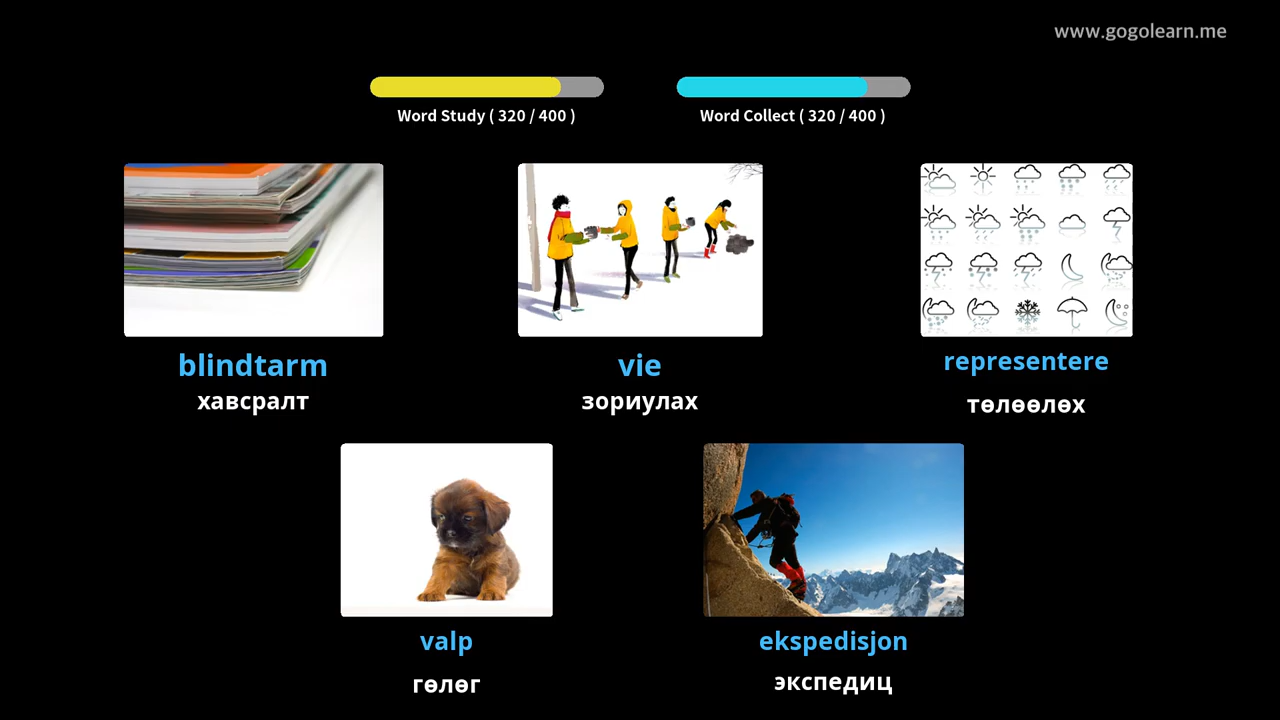 www.gogolearn.me
Word Study ( 320 / 400 )
Word Collect ( 320 / 400 )
blindtarm
хавсралт
vie
зориулах
representere
төлөөлөх
valp
гөлөг
ekspedisjon
экспедиц